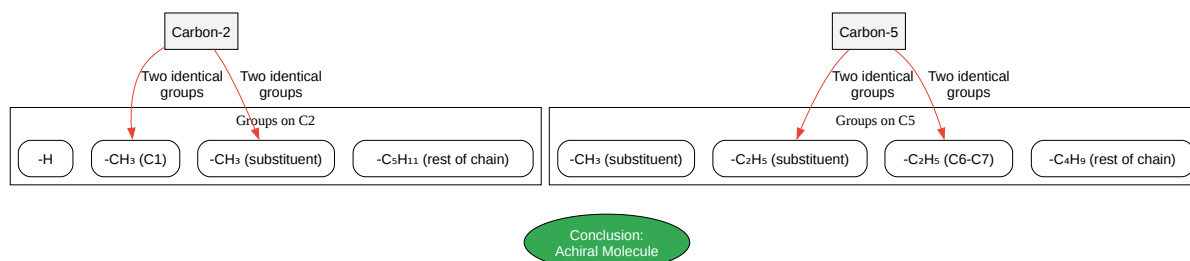 Carbon-2
Carbon-5
Two identical
groups
Two identical
groups
Two identical
groups
Two identical
groups
Groups on C2
Groups on C5
-H
-CH₃ (C1)
-CH₃ (substituent)
-C₅H₁₁ (rest of chain)
-CH₃ (substituent)
-C₂H₅ (substituent)
-C₂H₅ (C6-C7)
-C₄H₉ (rest of chain)
Conclusion:
Achiral Molecule